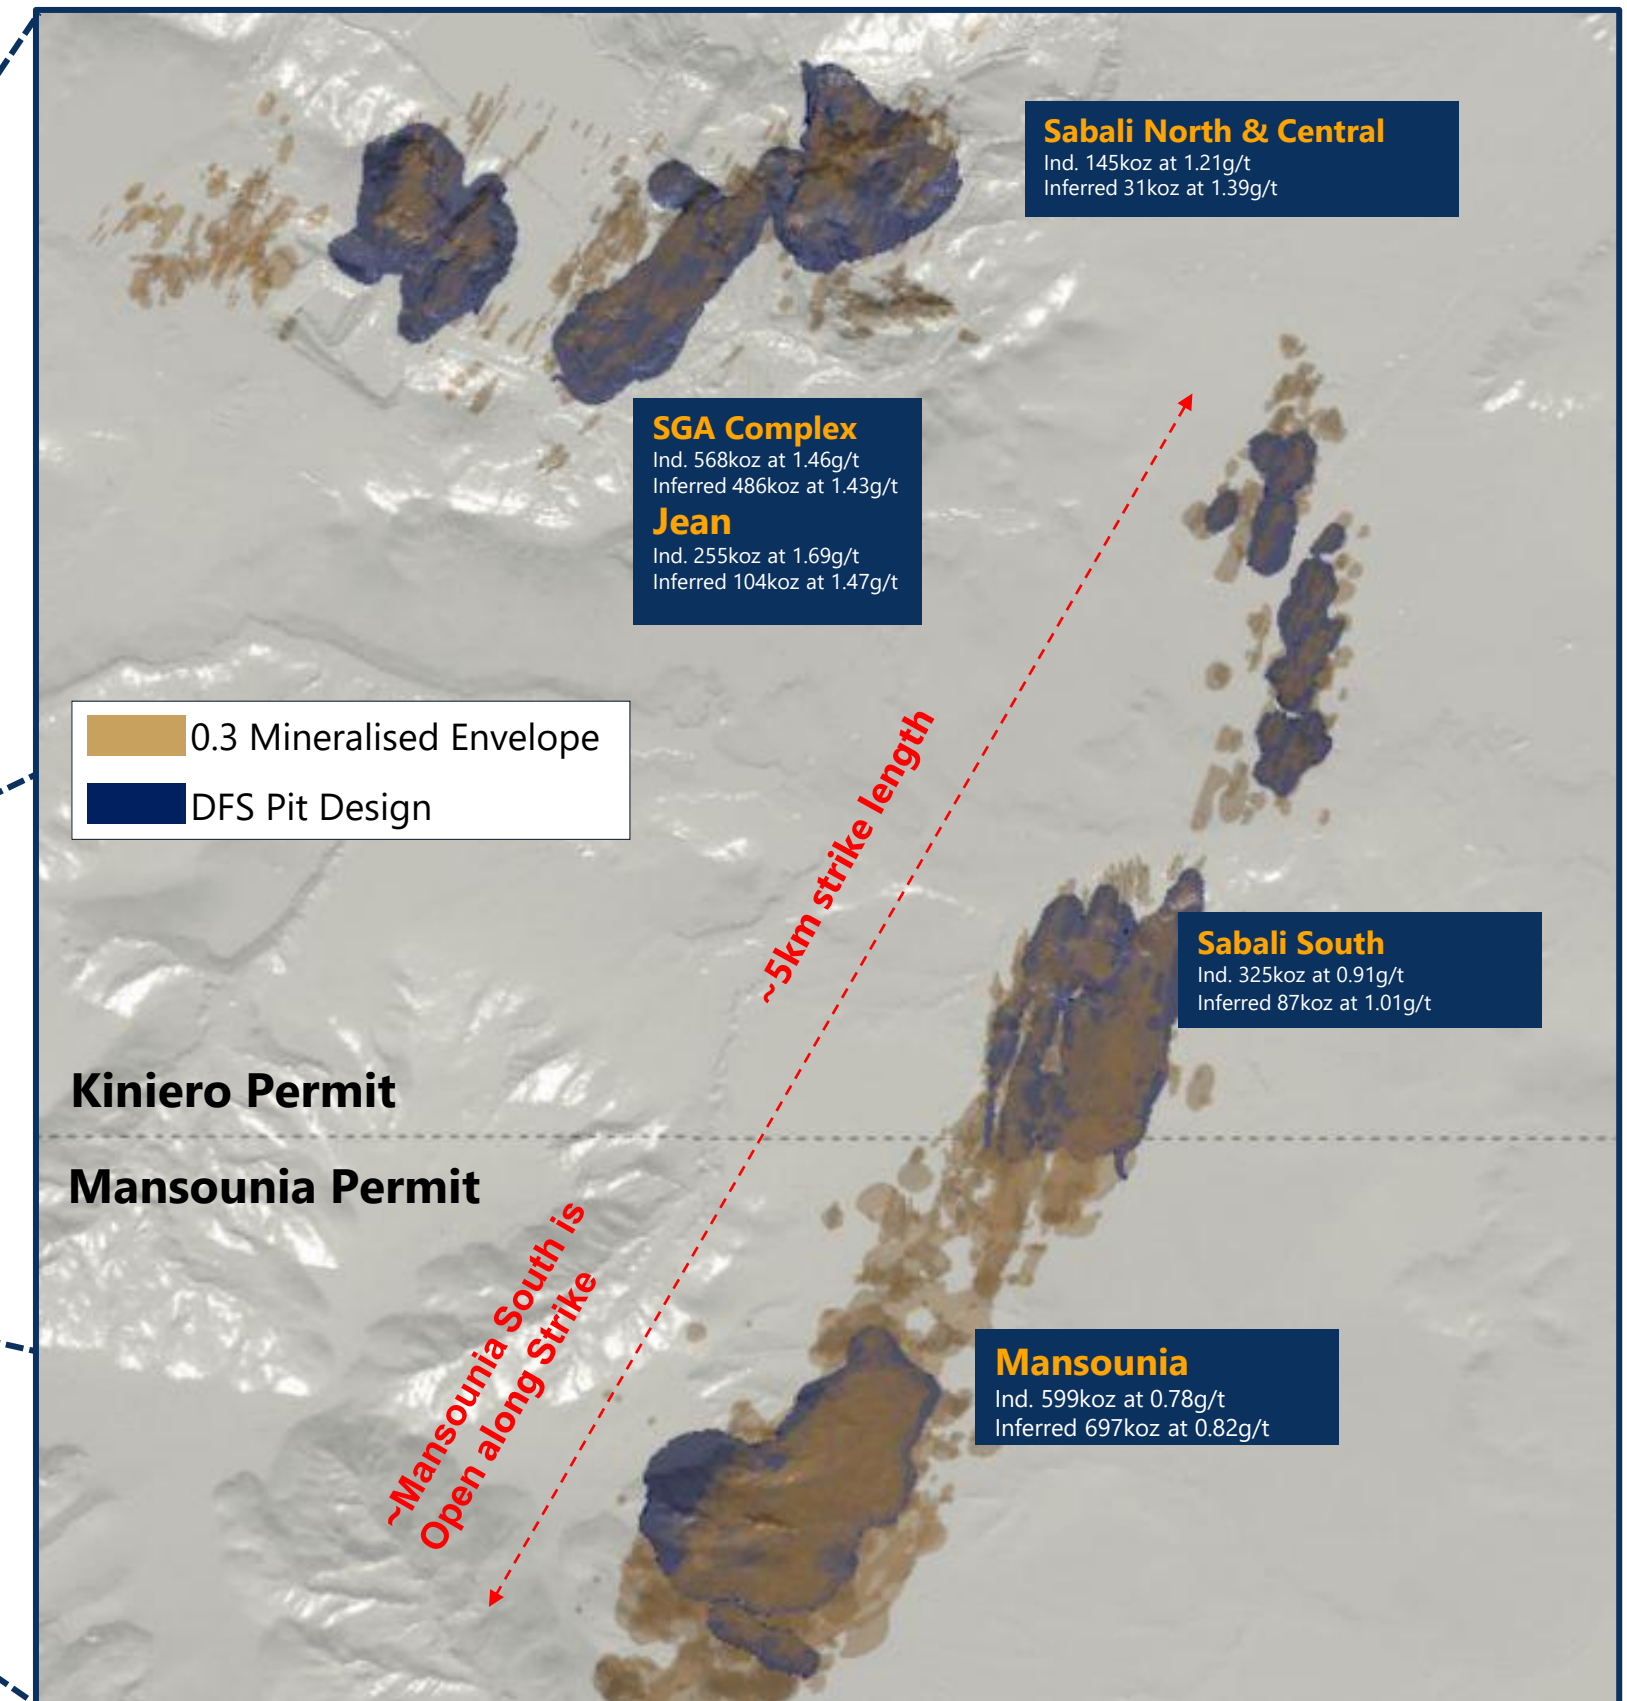 Sabali North & Central
Ind. 145koz at 1.21g/t
Inferred 31koz at 1.39g/t
SGA Complex
Ind. 568koz at 1.46g/t
Inferred 486koz at 1.43g/t
Jean
Ind. 255koz at 1.69g/t
Inferred 104koz at 1.47g/t
0.3 Mineralised Envelope
DFS Pit Design
~5km strike length
Sabali South
Ind. 325koz at 0.91g/t
Inferred 87koz at 1.01g/t
Kiniero Permit
Mansounia Permit
~Mansounia South is
Open along Strike
Mansounia
Ind. 599koz at 0.78g/t
Inferred 697koz at 0.82g/t